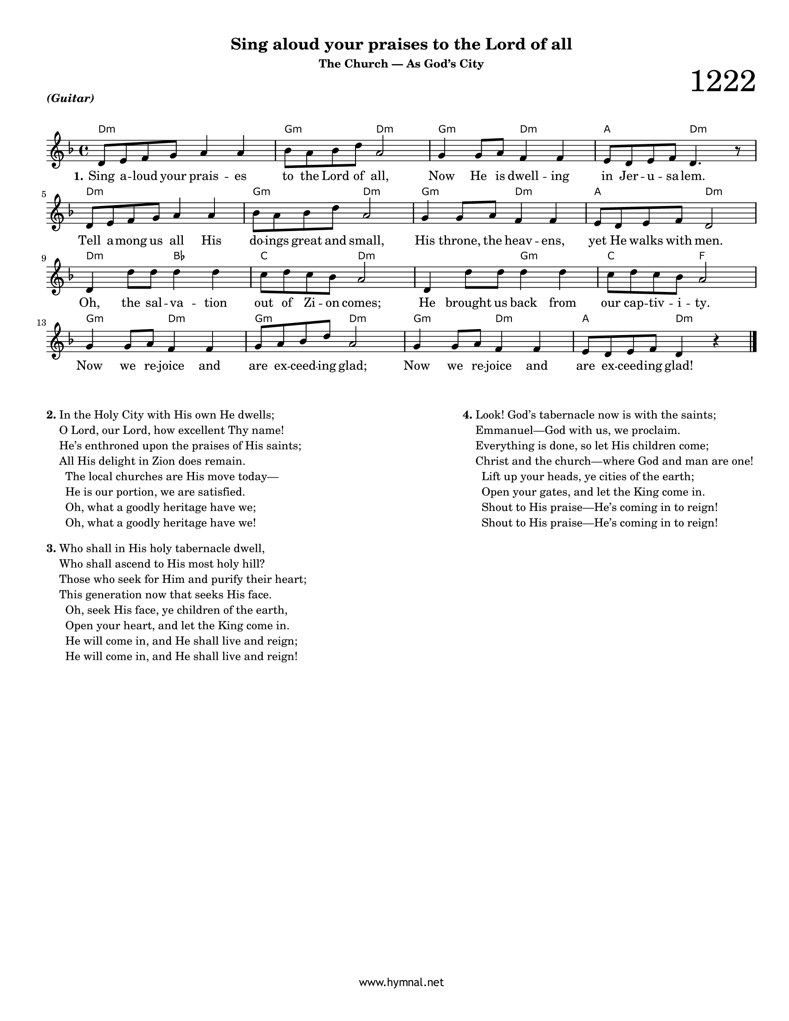 Sing aloud your praises to the Lord of all
The Church — As God's City
1222
(Guitar)
Dm Gm Dm Gm Dm A Dm
1. Sing a-loud your prais - es to the Lord of all, Now He is dwell - ing in Jer - u - salem.
5 Dm Gm Dm Gm Dm A Dm
Tell among us all His do-ings great and small, His throne, the heav - ens, yet He walks with men.
9 Dm B♭ C Dm Gm C F
Oh, the sal - va - tion out of Zi - on comes; He brought us back from our cap-tiv - i - ty.
13 Gm Dm Gm Dm Gm Dm A Dm
Now we re-joice and are ex-ceed-ing glad; Now we re-joice and are ex-ceeding glad!
2. In the Holy City with His own He dwells;
O Lord, our Lord, how excellent Thy name!
He's enthroned upon the praises of His saints;
All His delight in Zion does remain.
The local churches are His move today—
He is our portion, we are satisfied.
Oh, what a goodly heritage have we;
Oh, what a goodly heritage have we!
3. Who shall in His holy tabernacle dwell,
Who shall ascend to His most holy hill?
Those who seek for Him and purify their heart;
This generation now that seeks His face.
Oh, seek His face, ye children of the earth,
Open your heart, and let the King come in.
He will come in, and He shall live and reign;
He will come in, and He shall live and reign!
4. Look! God's tabernacle now is with the saints;
Emmanuel—God with us, we proclaim.
Everything is done, so let His children come;
Christ and the church—where God and man are one!
Lift up your heads, ye cities of the earth;
Open your gates, and let the King come in.
Shout to His praise—He's coming in to reign!
Shout to His praise—He's coming in to reign!
www.hymnal.net